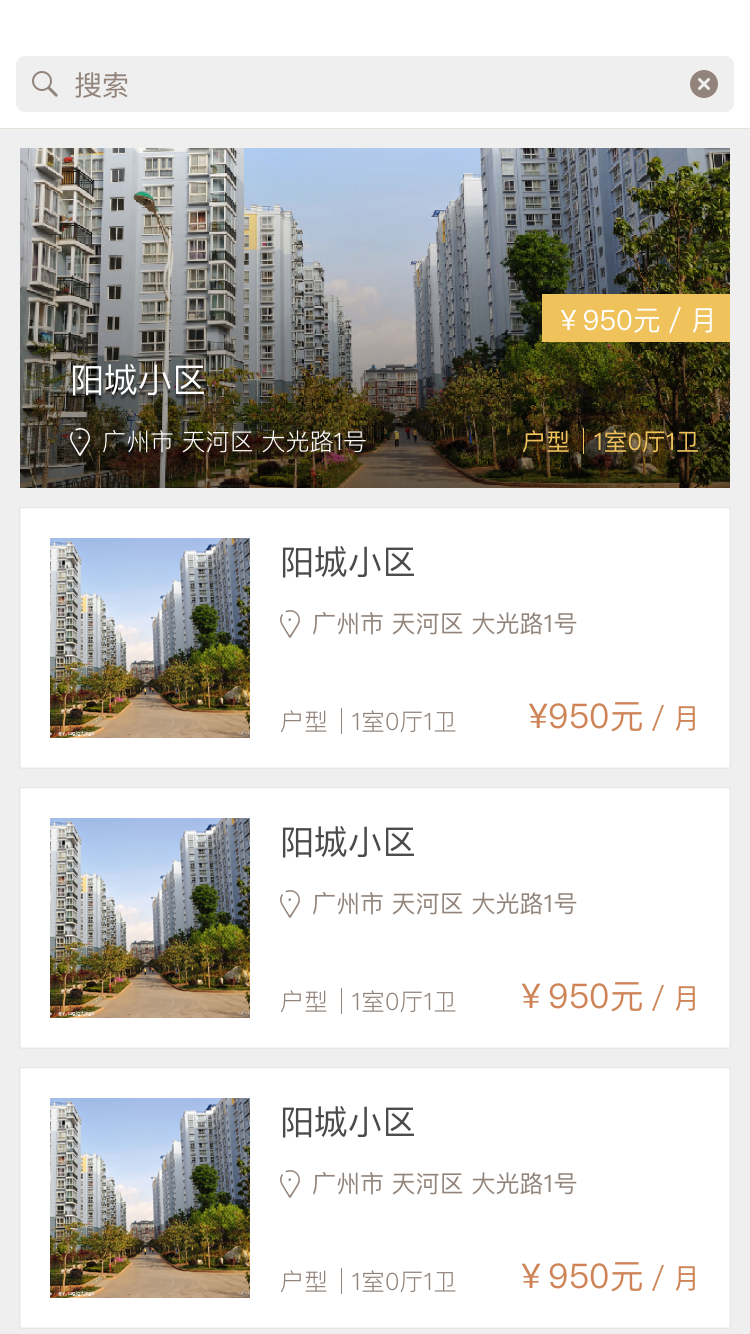 搜索
¥ 950元 / 月
阳城小区
广州市 天河区 大光路1号
户型 | 1室0厅1卫
阳城小区
广州市 天河区 大光路1号
户型 | 1室0厅1卫
¥950元 / 月
阳城小区
广州市 天河区 大光路1号
户型 | 1室0厅1卫
¥ 950元 / 月
阳城小区
广州市 天河区 大光路1号
户型 | 1室0厅1卫
¥ 950元 / 月